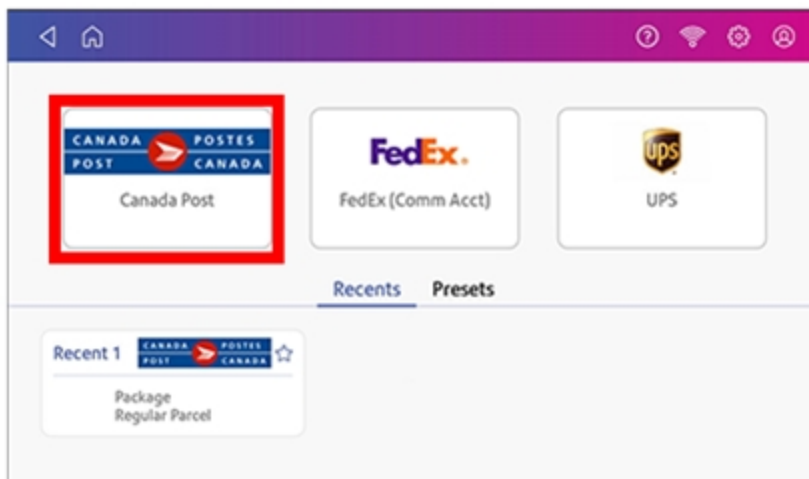 CANADA POSTES
POST CANADA
Canada Post
FedEx.
FedEx (Comm Acct)
ups
UPS
Recents Presets
Recent 1
CANADA POSTES
POST CANADA
Package
Regular Parcel